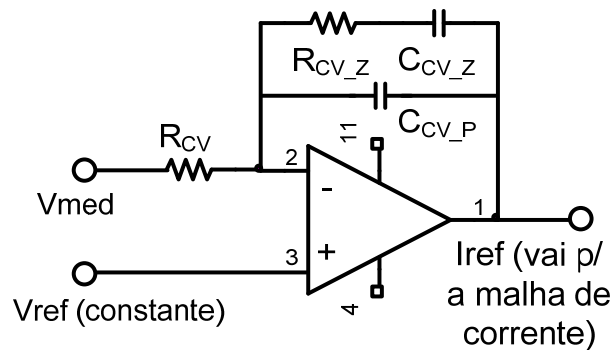 RCV_Z
CCV_Z
CCV_P
11
RCV
2
-
Vmed
1
+
3
Vref (constante)
4
Iref (vai p/
a malha de
corrente)